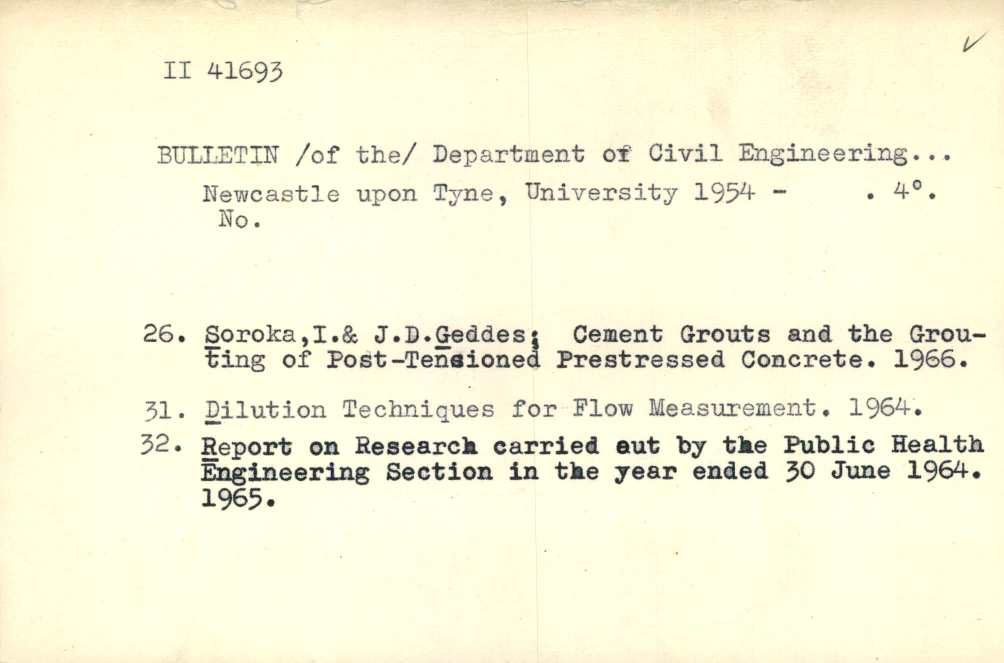 II 41693
BULLETIN /of the/ Department of Civil Engineering...
Newcastle upon Tyne, University 1954 - . 4°.
No.
26. Soroka,I.& J.D.Geddes; Cement Grouts and the Grou-
ting of Post-Tensioned Prestressed Concrete. 1966.
31. Dilution Techniques for Flow Measurement. 1964.
32. Report on Research carried aut by the Public Health
Engineering Section in the year ended 30 June 1964.
1965.